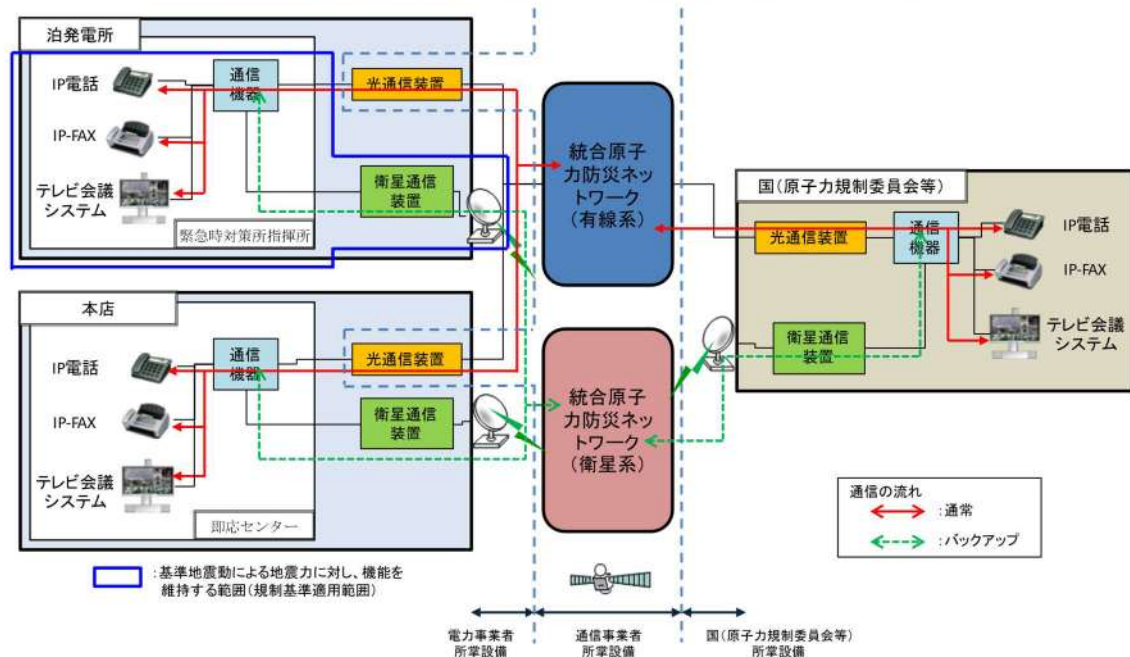 泊発電所
IP電話
通信
機器
光通信装置
IP-FAX
テレビ会議
システム
衛星通信
装置
緊急時対策所指揮所
統合原子
力防災ネッ
トワーク
(有線系)
国(原子力規制委員会等)
光通信装置
通信
機器
IP電話
IP-FAX
衛星通信
装置
テレビ会議
システム
本店
IP電話
通信
機器
光通信装置
IP-FAX
衛星通信
装置
テレビ会議
システム
即応センター
統合原子
力防災ネッ
トワーク
(衛星系)
通信の流れ
:通常
:バックアップ
:基準地震動による地震力に対し、機能を
維持する範囲(規制基準適用範囲)
電力事業者
所掌設備
通信事業者
所掌設備
国(原子力規制委員会等)
所掌設備